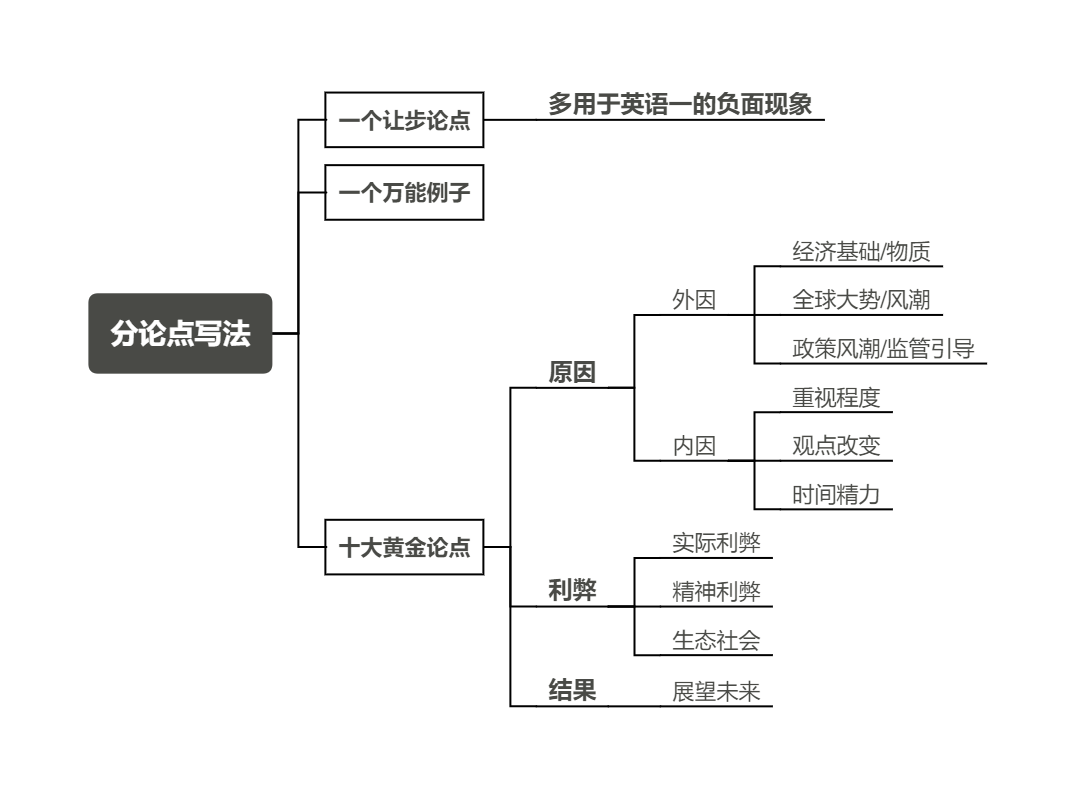 一个让步论点
多用于英语一的负面现象
一个万能例子
分论点写法
十大黄金论点
原因
外因
经济基础/物质
全球大势/风潮
政策风潮/监管引导
内因
重视程度
观点改变
时间精力
利弊
实际利弊
精神利弊
生态社会
结果
展望未来